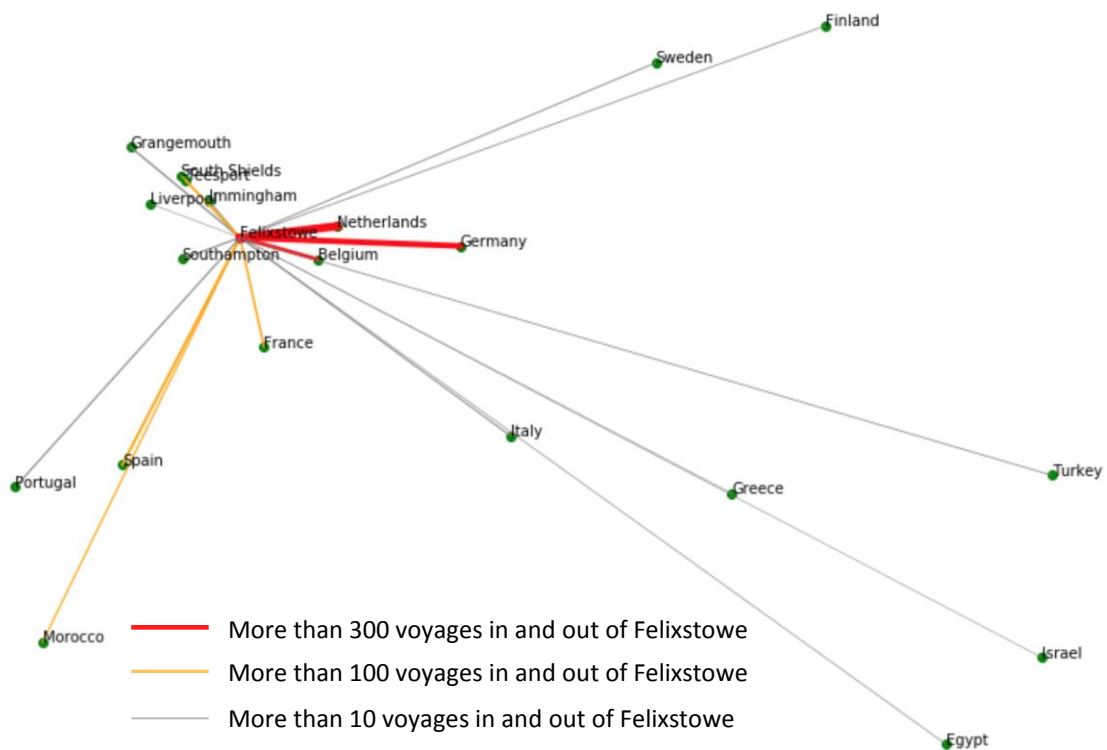 Finland
Sweden
Grangemouth
South Shields
Teesport
Immingham
Liverpool
Netherlands
Felixstowe
Germany
Southampton
Belgium
France
Italy
Spain
Portugal
Turkey
Greece
Morocco
More than 300 voyages in and out of Felixstowe
Israel
More than 100 voyages in and out of Felixstowe
More than 10 voyages in and out of Felixstowe
Egypt